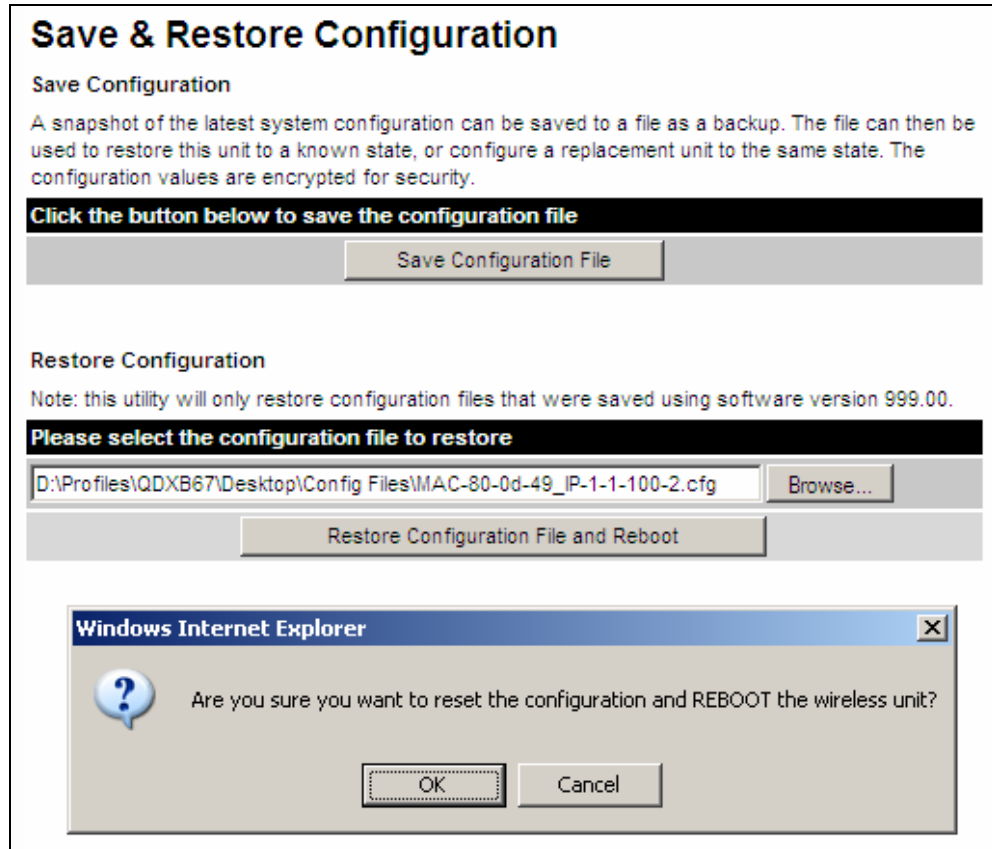 Save & Restore Configuration
Save Configuration
A snapshot of the latest system configuration can be saved to a file as a backup. The file can then be
used to restore this unit to a known state, or configure a replacement unit to the same state. The
configuration values are encrypted for security.
Click the button below to save the configuration file
Save Configuration File
Restore Configuration
Note: this utility will only restore configuration files that were saved using software version 999.00.
Please select the configuration file to restore
D:\Profiles\QDXB67\Desktop\Config Files\MAC-80-0d-49_IP-1-1-100-2.cfg Browse...
Restore Configuration File and Reboot
Windows Internet Explorer
Are you sure you want to reset the configuration and REBOOT the wireless unit?
OK Cancel